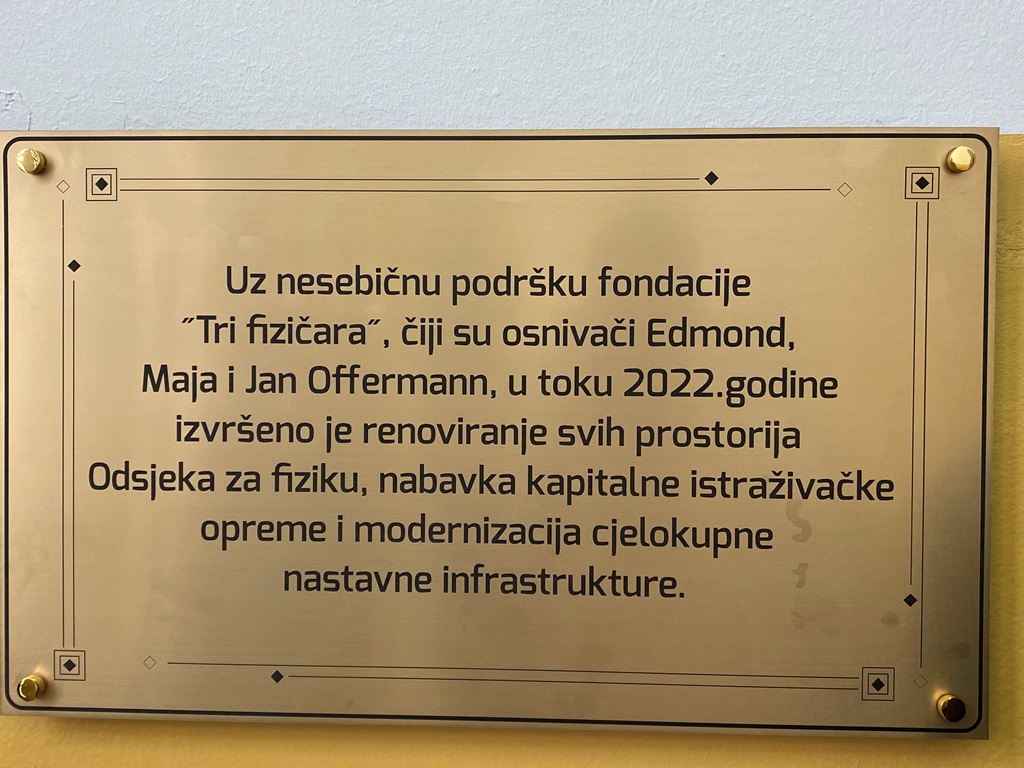 Uz nesebičnu podršku fondacije
˝Tri fizičara˝, čiji su osnivači Edmond,
Maja i Jan Offermann, u toku 2022.godine
izvršeno je renoviranje svih prostorija
Odsjeka za fiziku, nabavka kapitalne istraživačke
opreme i modernizacija cjelokupne
nastavne infrastrukture.